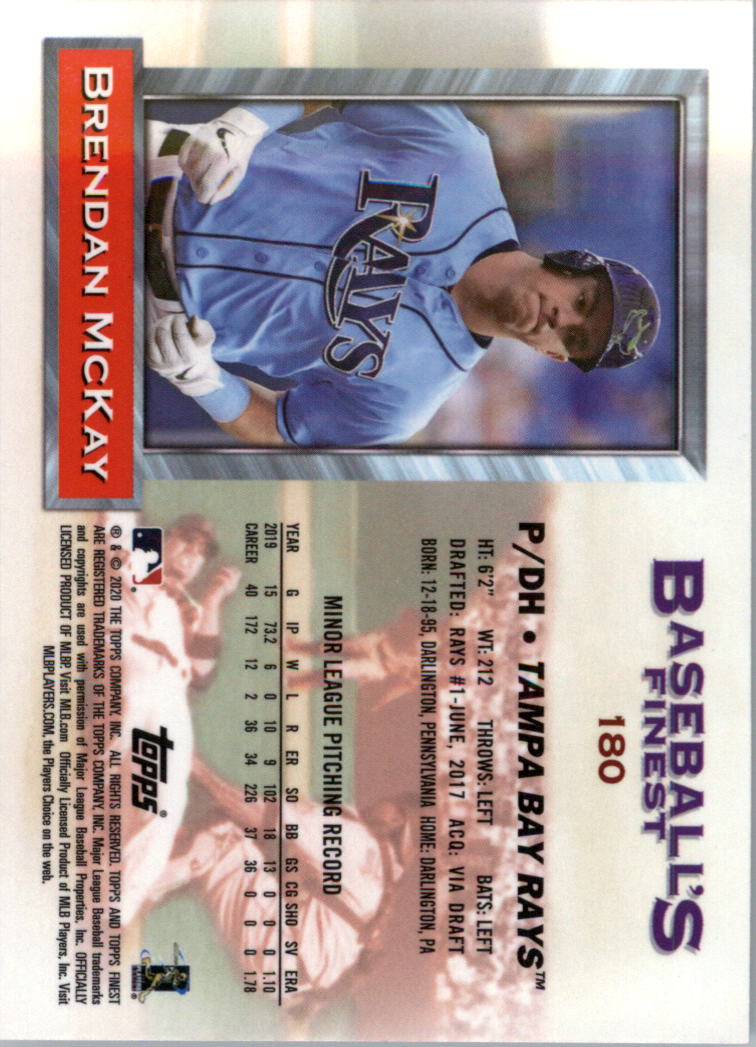 BASEBALL'S
FINEST
180
RAYS
BRENDAN MCKAY
P/DH • TAMPA BAY RAYS™
HT: 6'2" WT: 212 THROWS: LEFT BATS: LEFT
DRAFTED: RAYS #1-JUNE, 2017 ACQ: VIA DRAFT
BORN: 12-18-95, DARLINGTON, PENNSYLVANIA HOME: DARLINGTON, PA
MINOR LEAGUE PITCHING RECORD
YEAR G IP W L R ER SO BB GS CG SHO SV ERA
2019 15 73.2 6 0 10 9 102 18 13 0 0 0 1.10
CAREER 40 172 12 2 36 34 226 37 36 0 0 0 1.78
topps®
® & © 2020 THE TOPPS COMPANY, INC. ALL RIGHTS RESERVED. TOPPS AND TOPPS FINEST
ARE REGISTERED TRADEMARKS OF THE TOPPS COMPANY, INC. Major League Baseball trademarks
and copyrights are used with permission of Major League Baseball Properties, Inc. OFFICIALLY
LICENSED PRODUCT OF MLBP. Visit MLB.com Officially Licensed Product of MLB Players, Inc. Visit
MLBPLAYERS.COM, the Players Choice on the web.